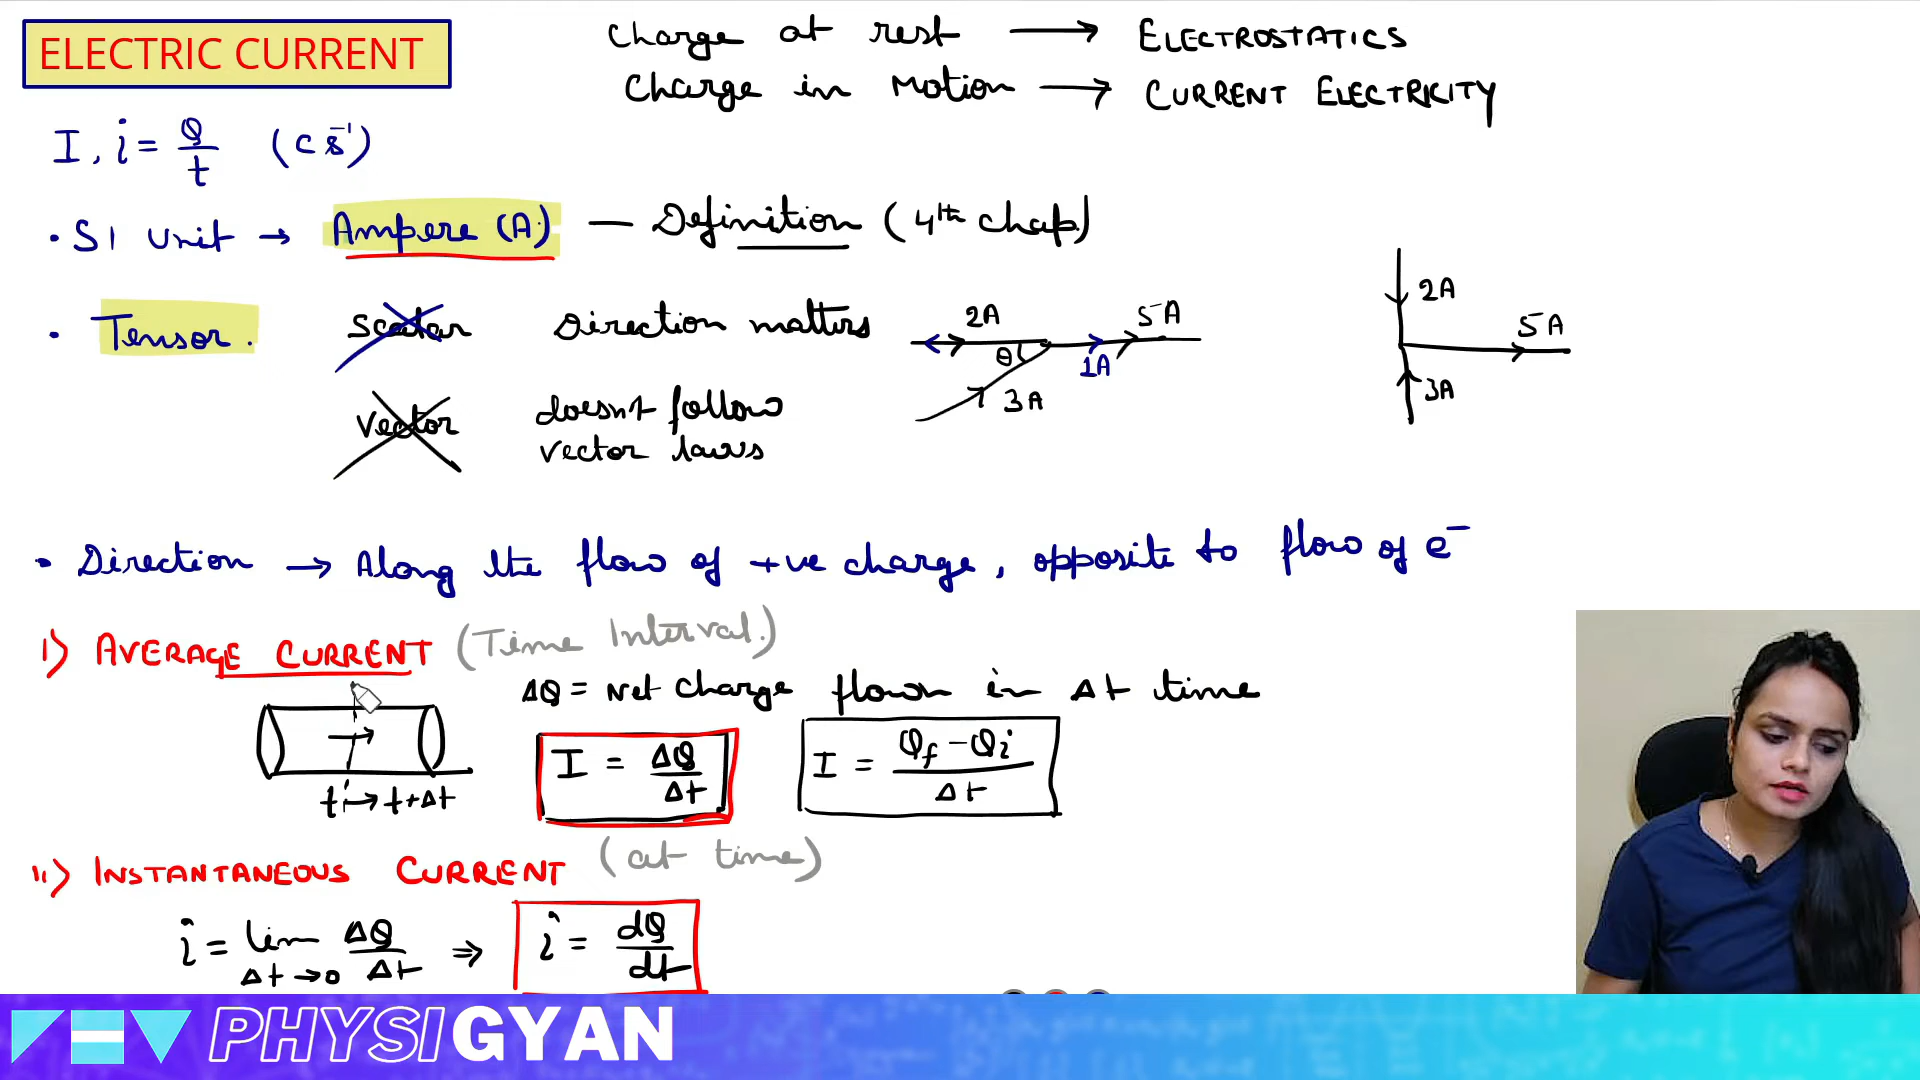 ELECTRIC CURRENT
Charge at rest → ELECTROSTATICS
Charge in Motion → CURRENT ELECTRICITY
I, i = Q/t (C s⁻¹)
• SI Unit → Ampere (A) — Definition (4th chap)
• Tensor. Scalar Direction matters
Vector doesn't follow
vector laws
2A 5A
θ 1A
3A
2A
5A
3A
• Direction → Along the flow of +ve charge, opposite to flow of e⁻
I) AVERAGE CURRENT (Time Interval.)
ΔQ = Net Charge flown in Δt time
I = ΔQ/Δt I = Qf - Qi / Δt
t → t+Δt
II) INSTANTANEOUS CURRENT (at time)
i = lim Δt→0 ΔQ/Δt ⇒ i = dQ/dt
PHYSIGYAN